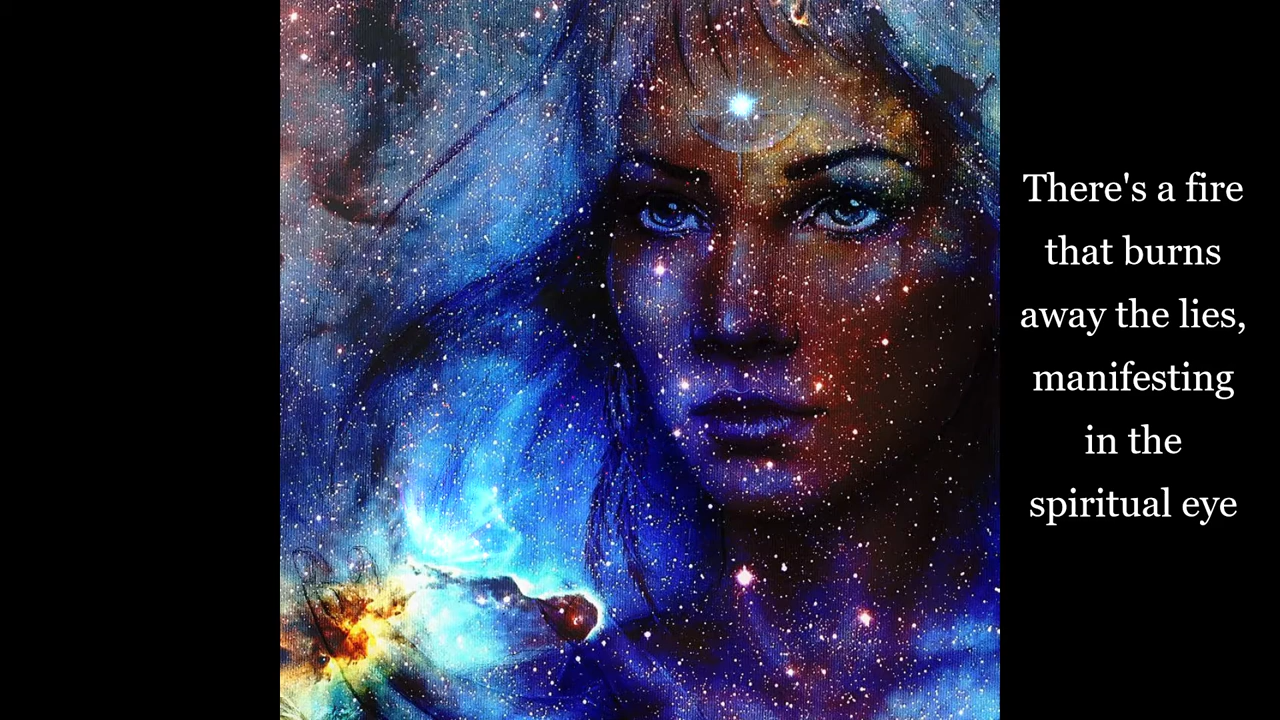 There's a fire
that burns
away the lies,
manifesting
in the
spiritual eye